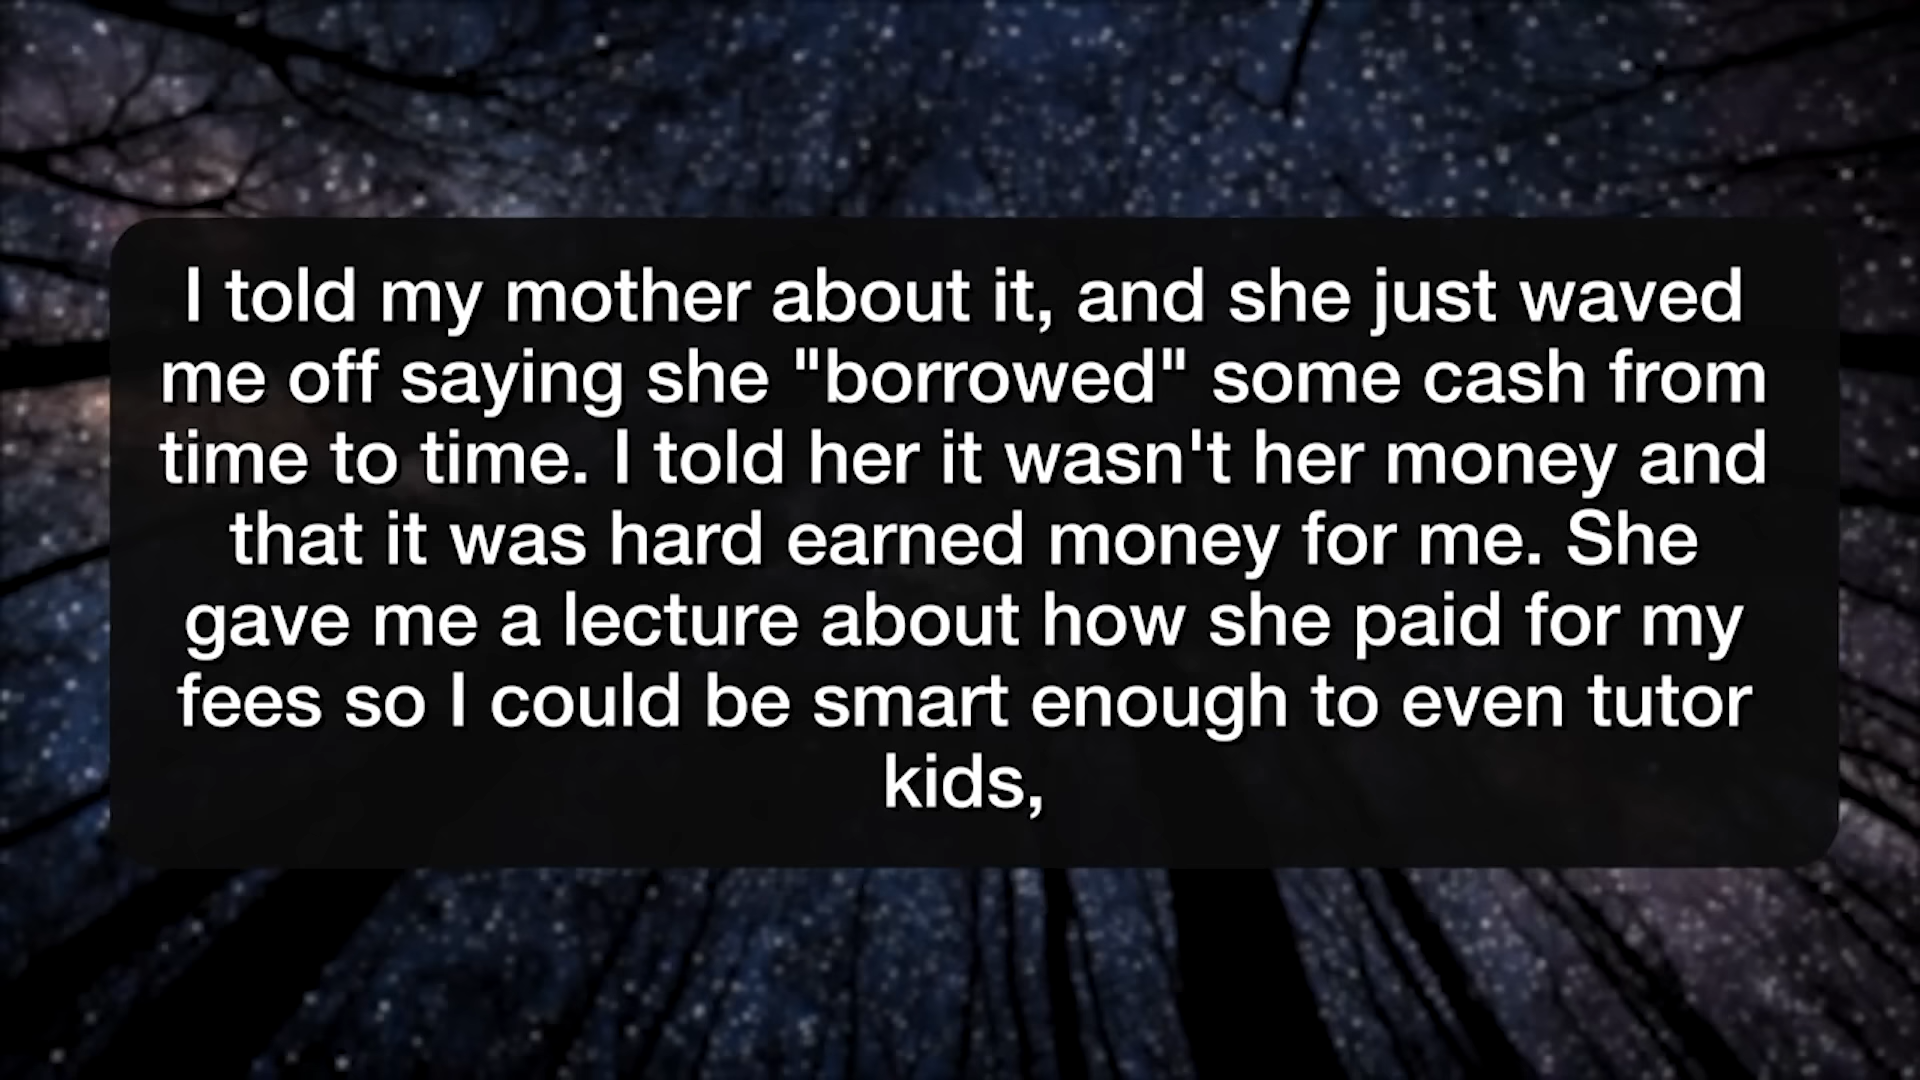 I told my mother about it, and she just waved
me off saying she "borrowed" some cash from
time to time. I told her it wasn't her money and
that it was hard earned money for me. She
gave me a lecture about how she paid for my
fees so I could be smart enough to even tutor
kids,